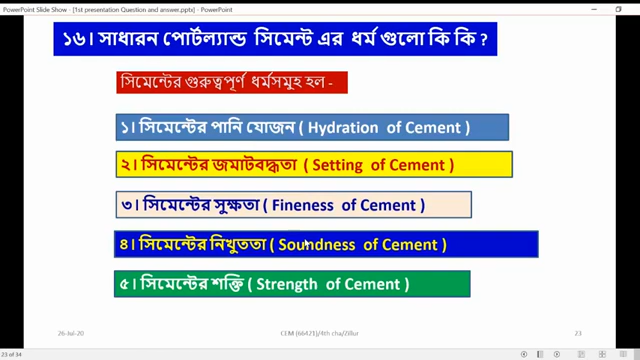 PowerPoint Slide Show - [1st presentation Question and answer.pptx] - PowerPoint
১৬। সাধারন পোর্টল্যান্ড সিমেন্ট এর ধর্ম গুলো কি কি ?
সিমেন্টের গুরুত্বপূর্ণ ধর্মসমুহ হল -
১। সিমেন্টের পানি যোজন ( Hydration of Cement )
২। সিমেন্টের জমাটবদ্ধতা ( Setting of Cement )
৩। সিমেন্টের সুক্ষতা ( Fineness of Cement )
৪। সিমেন্টের নিখুততা ( Soundness of Cement )
৫। সিমেন্টের শক্তি ( Strength of Cement )
26-Jul-20 CEM (66421)/4th cha/Zillur 23
23 of 34